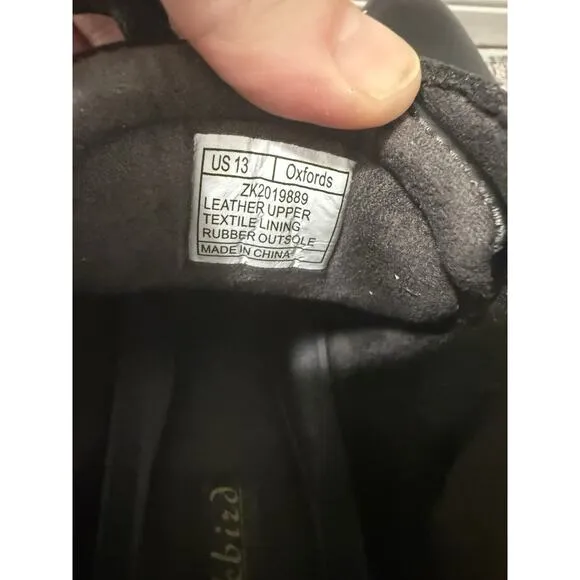 US 13 Oxfords
ZK2019889
LEATHER UPPER
TEXTILE LINING
RUBBER OUTSOLE
MADE IN CHINA